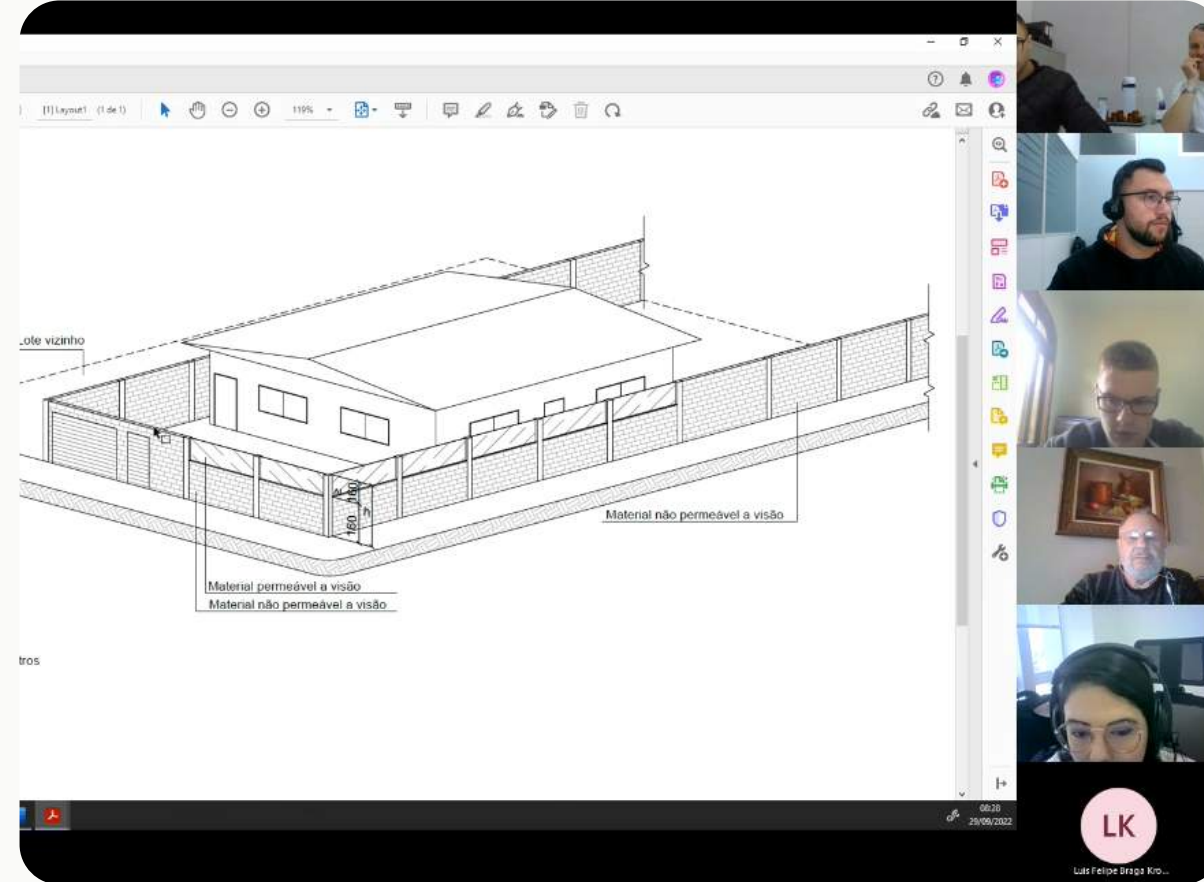 [1] Layout1 (1 de 1)
119%
Lote vizinho
Material não permeável a visão
160
h
160
Material permeável a visão
Material não permeável a visão
tros
08:28
29/09/2022
LK
Luis Felipe Braga Kro...